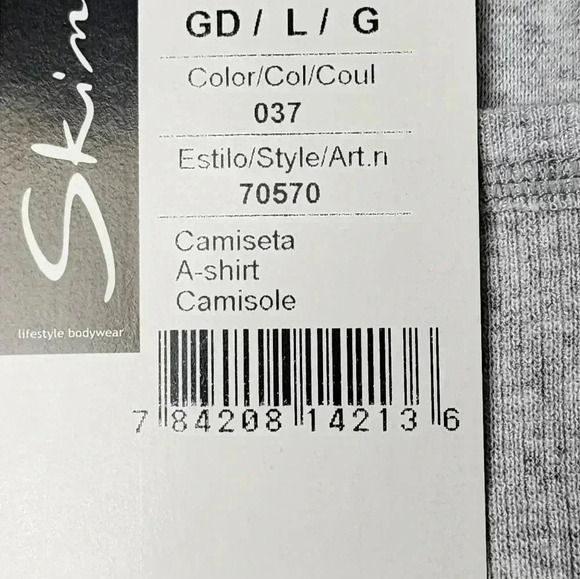 GD / L / G
Color/Col/Coul
037
Estilo/Style/Art.n
70570
Camiseta
A-shirt
Camisole
7 84208 14213 6
lifestyle bodywear